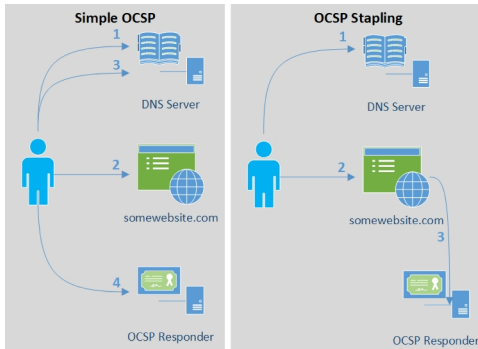 Simple OCSP
1
3
DNS Server
2
somewebsite.com
4
OCSP Responder
OCSP Stapling
1
DNS Server
2
somewebsite.com
3
OCSP Responder